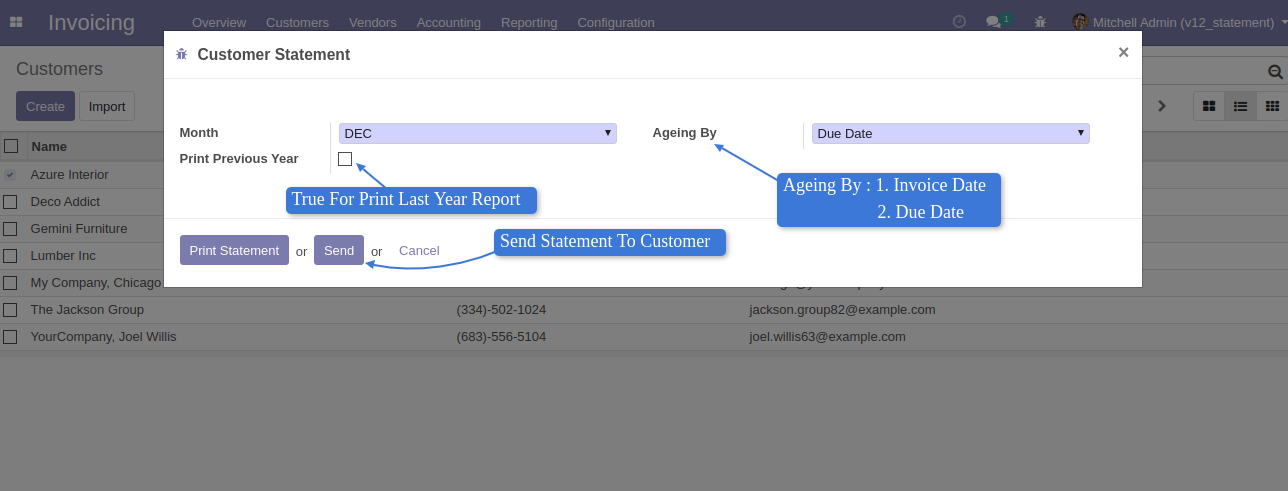 Invoicing Overview Customers Vendors Accounting Reporting Configuration 1 Mitchell Admin (v12_statement)
Customer Statement ×
Customers
Create Import
Month DEC Ageing By Due Date
Print Previous Year
Name
Azure Interior
Ageing By : 1. Invoice Date
True For Print Last Year Report
Deco Addict
2. Due Date
Gemini Furniture
Send Statement To Customer
Print Statement or Send or Cancel
Lumber Inc
My Company, Chicago
The Jackson Group (334)-502-1024 jackson.group82@example.com
YourCompany, Joel Willis (683)-556-5104 joel.willis63@example.com